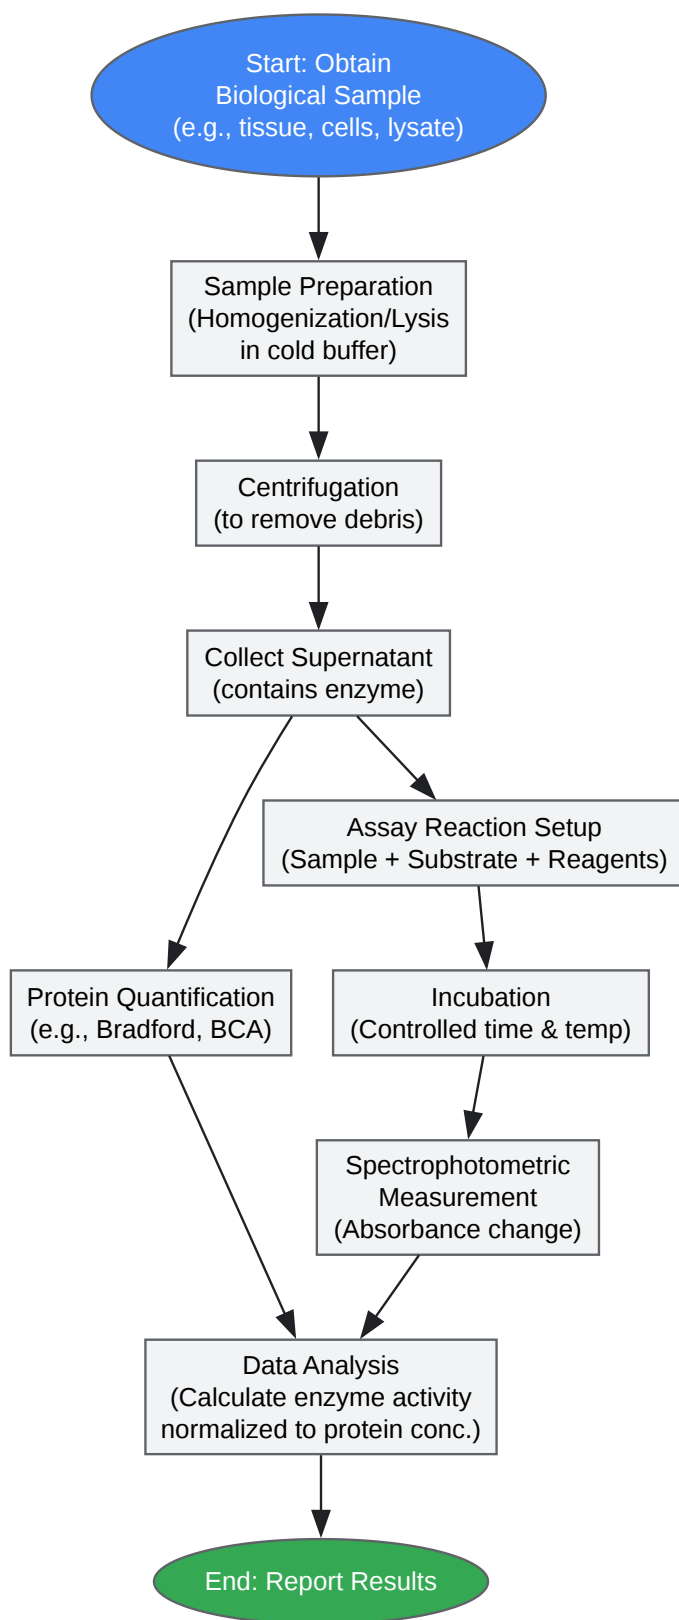 Start: Obtain
Biological Sample
(e.g., tissue, cells, lysate)
Sample Preparation
(Homogenization/Lysis
in cold buffer)
Centrifugation
(to remove debris)
Collect Supernatant
(contains enzyme)
Assay Reaction Setup
(Sample + Substrate + Reagents)
Protein Quantification
(e.g., Bradford, BCA)
Incubation
(Controlled time & temp)
Spectrophotometric
Measurement
(Absorbance change)
Data Analysis
(Calculate enzyme activity
normalized to protein conc.)
End: Report Results